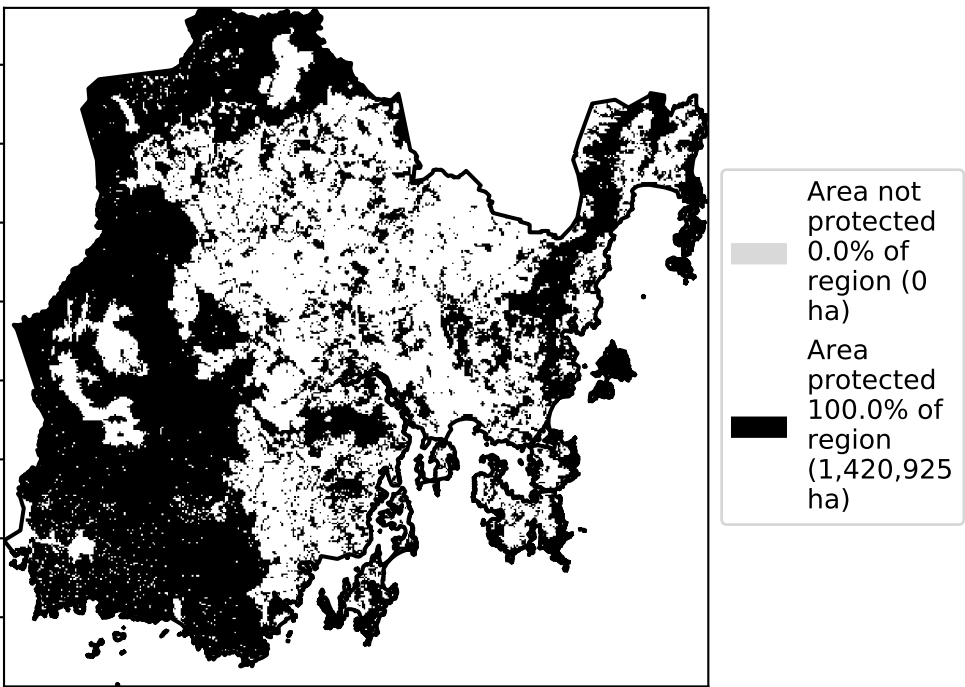 Area not
protected
0.0% of
region (0
ha)
Area
protected
100.0% of
region
(1,420,925
ha)